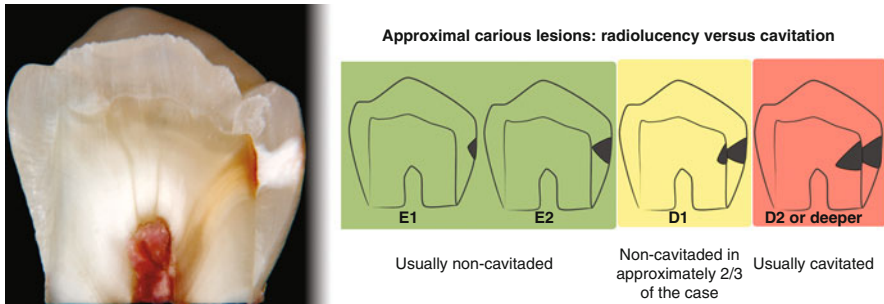 Approximal carious lesions: radiolucency versus cavitation
E1
E2
D1
D2 or deeper
Usually non-cavitaded
Non-cavitaded in
approximately 2/3
of the case
Usually cavitated